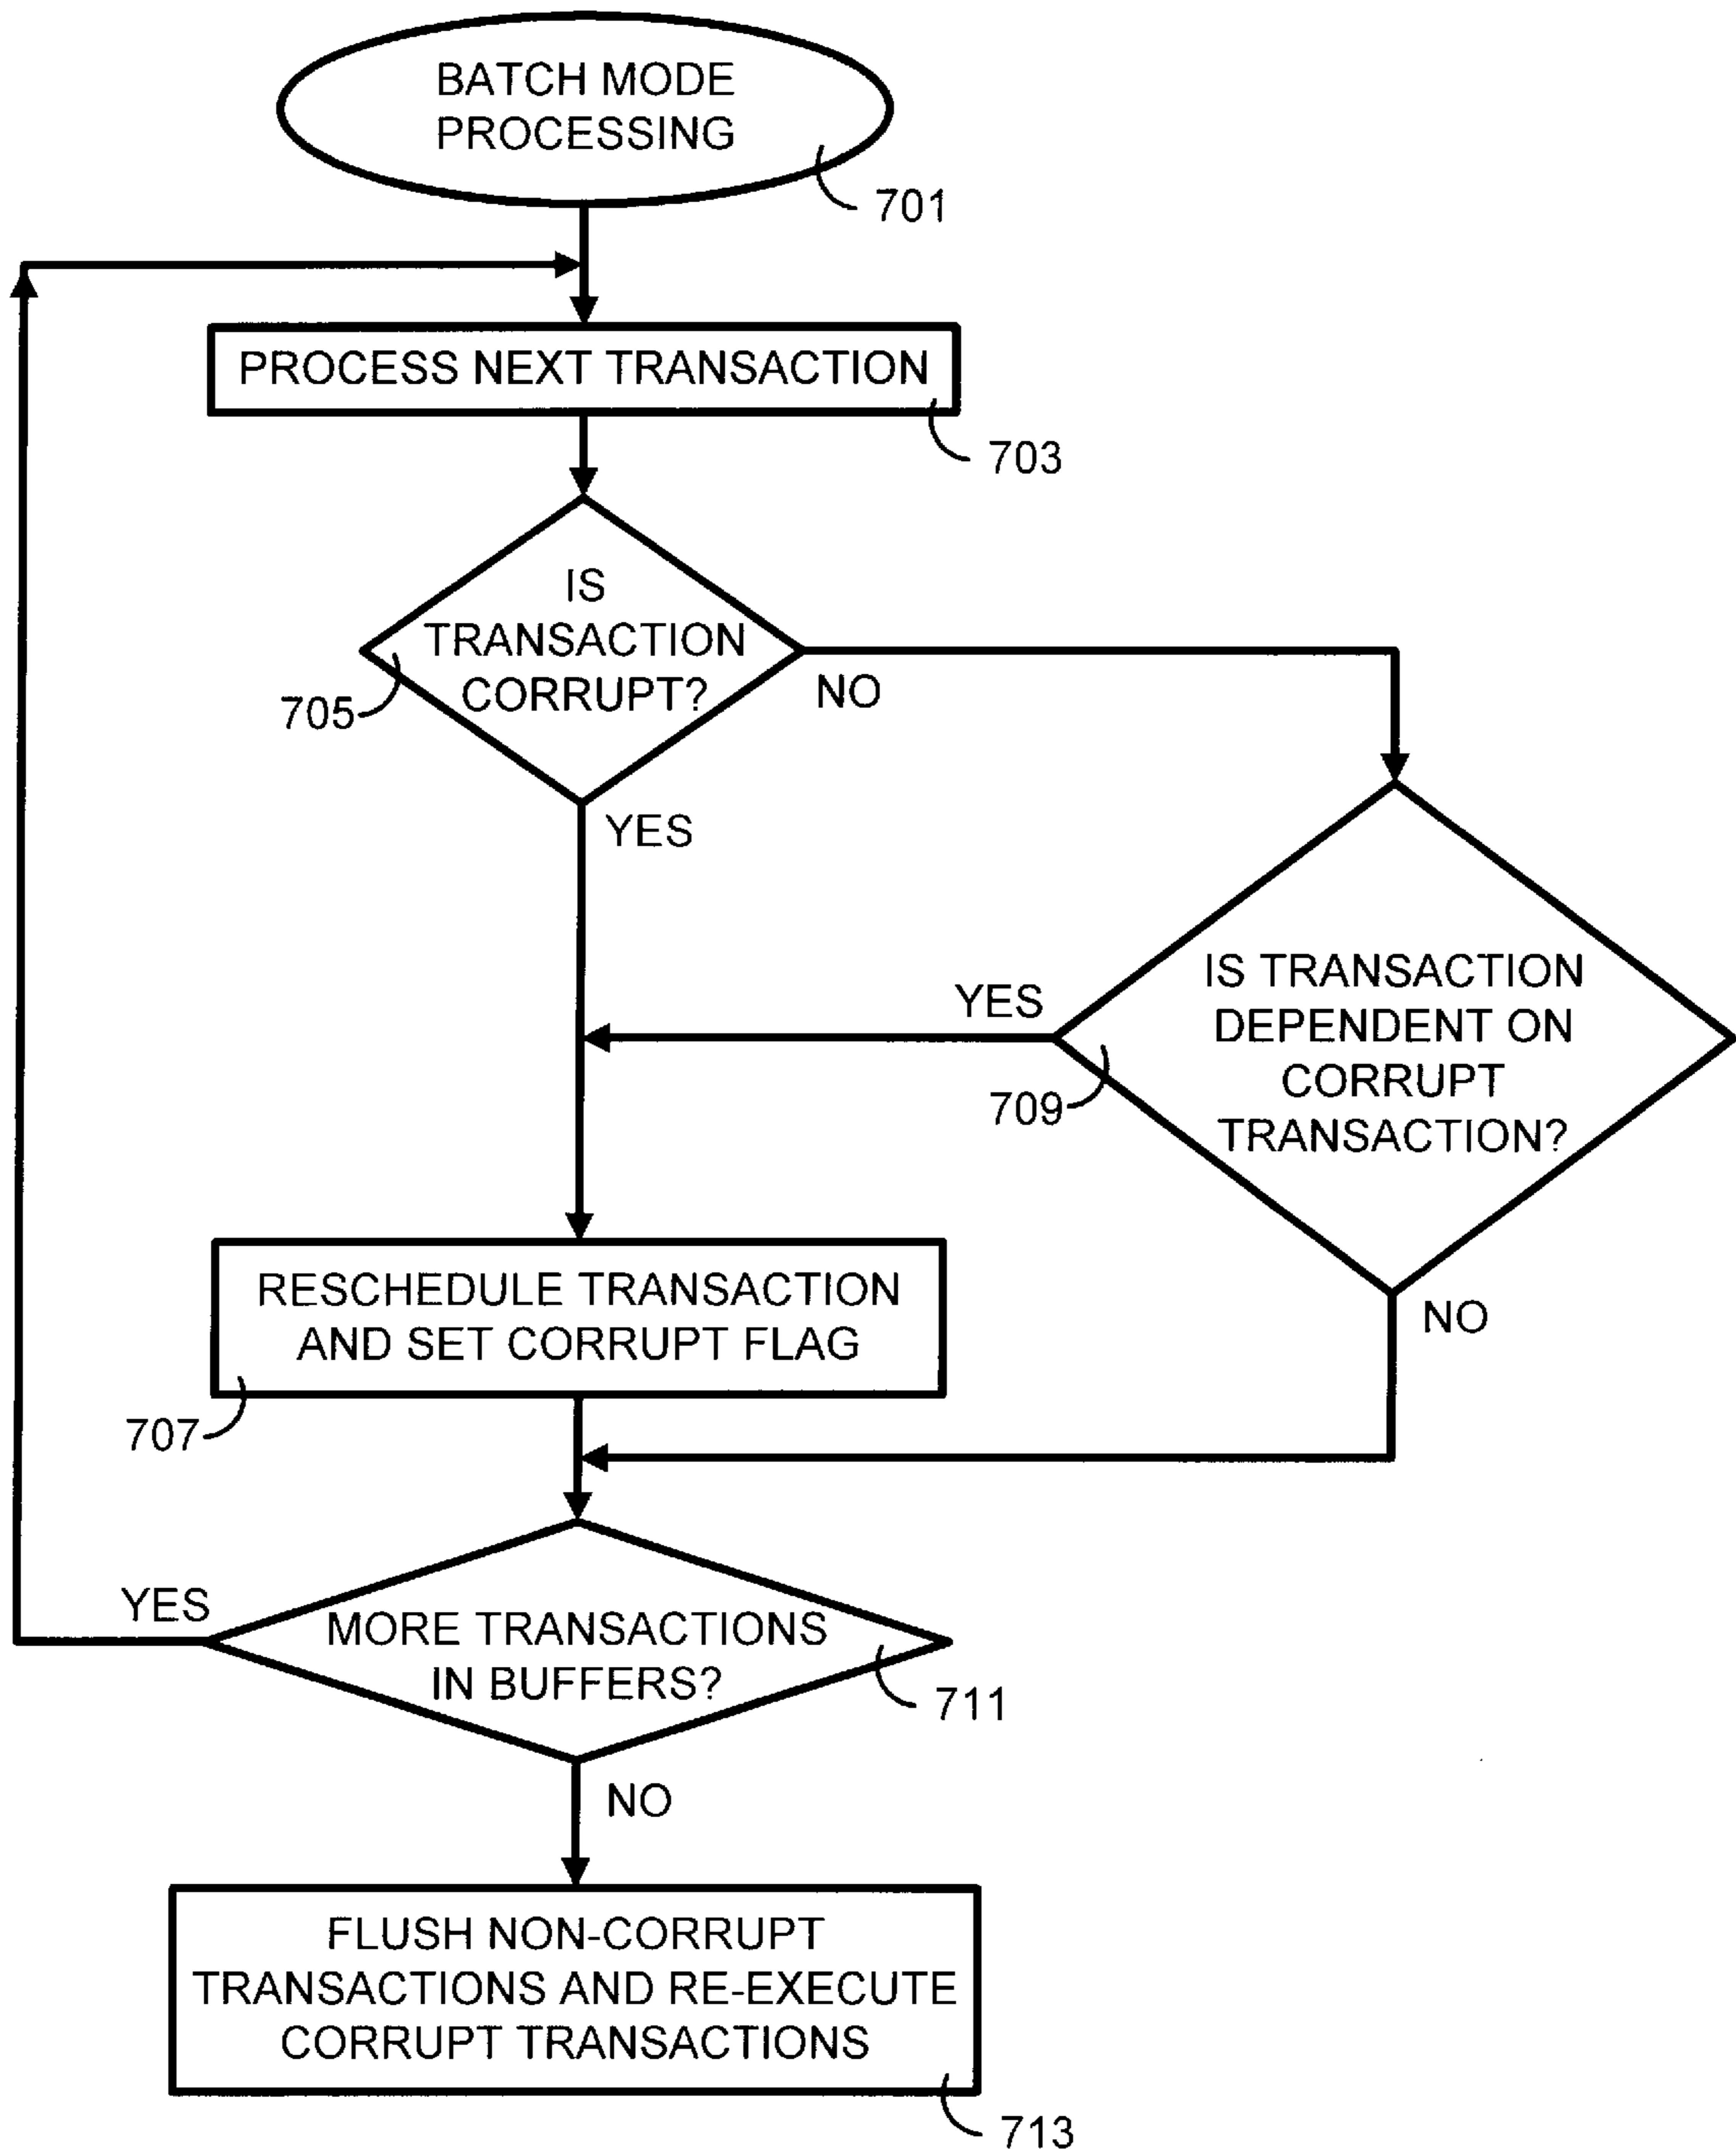 BATCH MODE
PROCESSING
701
PROCESS NEXT TRANSACTION
703
IS
TRANSACTION
CORRUPT?
705
NO
YES
IS TRANSACTION
DEPENDENT ON
CORRUPT
TRANSACTION?
YES
709
NO
RESCHEDULE TRANSACTION
AND SET CORRUPT FLAG
707
YES
MORE TRANSACTIONS
IN BUFFERS?
711
NO
FLUSH NON-CORRUPT
TRANSACTIONS AND RE-EXECUTE
CORRUPT TRANSACTIONS
713